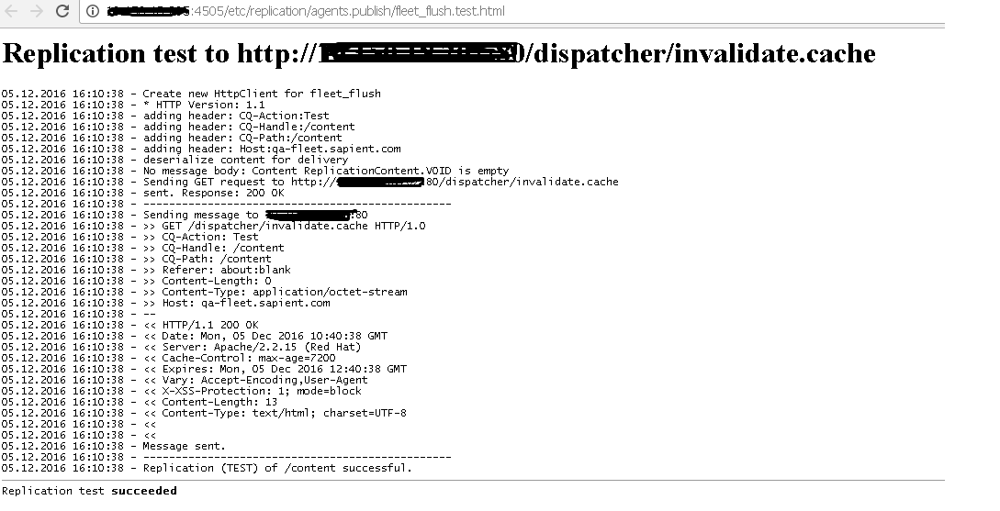 :4505/etc/replication/agents.publish/fleet_flush.test.html
Replication test to http://1 0/dispatcher/invalidate.cache
05.12.2016 16:10:38 - Create new HttpClient for fleet_flush
05.12.2016 16:10:38 - * HTTP Version: 1.1
05.12.2016 16:10:38 - adding header: CQ-Action:Test
05.12.2016 16:10:38 - adding header: CQ-Handle:/content
05.12.2016 16:10:38 - adding header: CQ-Path:/content
05.12.2016 16:10:38 - adding header: Host:qa-fleet.sapient.com
05.12.2016 16:10:38 - deserialize content for delivery
05.12.2016 16:10:38 - No message body: Content ReplicationContent.VOID is empty
05.12.2016 16:10:38 - Sending GET request to http:// 80/dispatcher/invalidate.cache
05.12.2016 16:10:38 - sent. Response: 200 OK
05.12.2016 16:10:38 - ------------------------------------------------
05.12.2016 16:10:38 - Sending message to :80
05.12.2016 16:10:38 - >> GET /dispatcher/invalidate.cache HTTP/1.0
05.12.2016 16:10:38 - >> CQ-Action: Test
05.12.2016 16:10:38 - >> CQ-Handle: /content
05.12.2016 16:10:38 - >> CQ-Path: /content
05.12.2016 16:10:38 - >> Referer: about:blank
05.12.2016 16:10:38 - >> Content-Length: 0
05.12.2016 16:10:38 - >> Content-Type: application/octet-stream
05.12.2016 16:10:38 - >> Host: qa-fleet.sapient.com
05.12.2016 16:10:38 - --
05.12.2016 16:10:38 - << HTTP/1.1 200 OK
05.12.2016 16:10:38 - << Date: Mon, 05 Dec 2016 10:40:38 GMT
05.12.2016 16:10:38 - << Server: Apache/2.2.15 (Red Hat)
05.12.2016 16:10:38 - << Cache-Control: max-age=7200
05.12.2016 16:10:38 - << Expires: Mon, 05 Dec 2016 12:40:38 GMT
05.12.2016 16:10:38 - << Vary: Accept-Encoding,User-Agent
05.12.2016 16:10:38 - << X-XSS-Protection: 1; mode=block
05.12.2016 16:10:38 - << Content-Length: 13
05.12.2016 16:10:38 - << Content-Type: text/html; charset=UTF-8
05.12.2016 16:10:38 - <<
05.12.2016 16:10:38 - <<
05.12.2016 16:10:38 - Message sent.
05.12.2016 16:10:38 - ------------------------------------------------
05.12.2016 16:10:38 - Replication (TEST) of /content successful.
Replication test succeeded